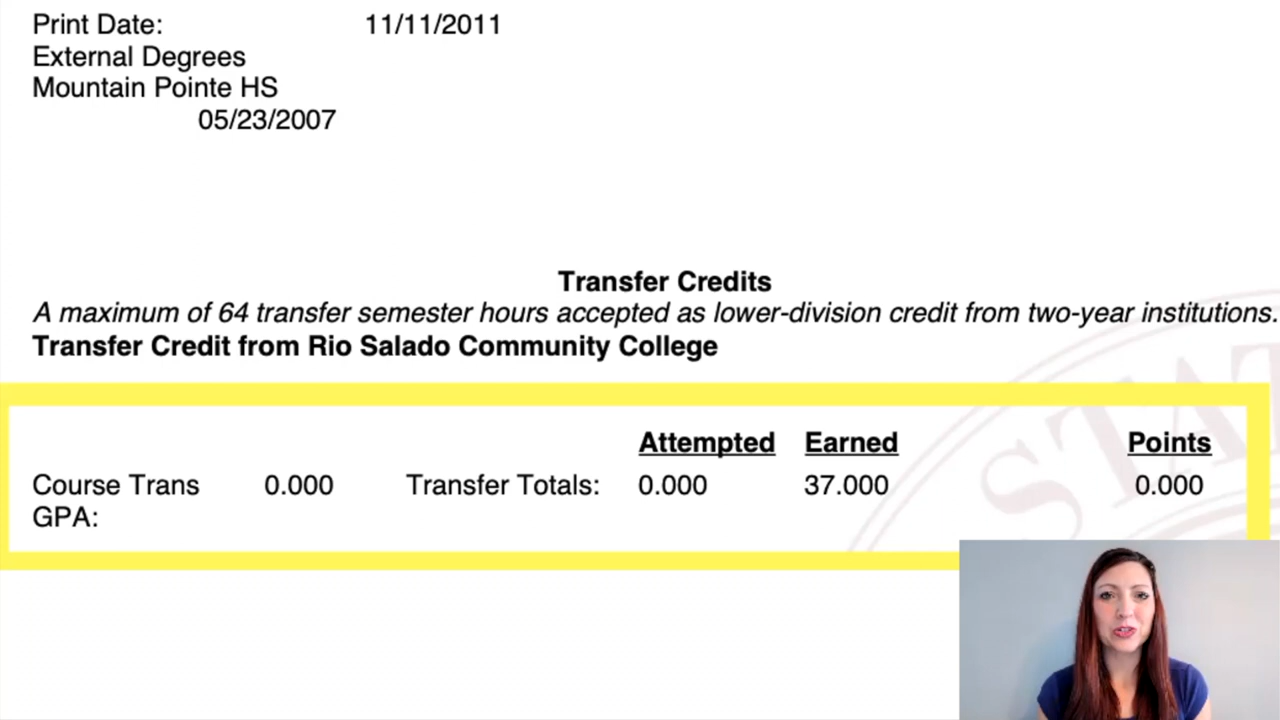 Print Date: 11/11/2011
External Degrees
Mountain Pointe HS
05/23/2007
Transfer Credits
A maximum of 64 transfer semester hours accepted as lower-division credit from two-year institutions.
Transfer Credit from Rio Salado Community College
Attempted Earned Points
Course Trans 0.000 Transfer Totals: 0.000 37.000 0.000
GPA: